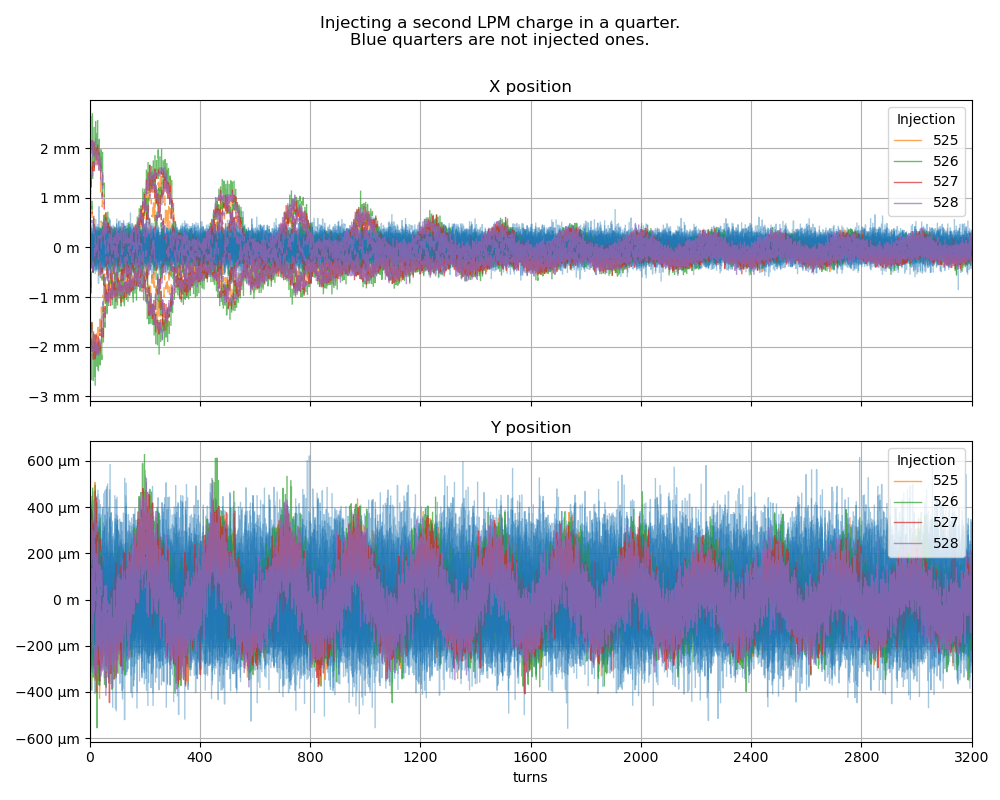 Injecting a second LPM charge in a quarter.
Blue quarters are not injected ones.
X position
2 mm
1 mm
0 m
−1 mm
−2 mm
−3 mm
Injection
525
526
527
528
Y position
600 μm
400 μm
200 μm
0 m
−200 μm
−400 μm
−600 μm
Injection
525
526
527
528
0 400 800 1200 1600 2000 2400 2800 3200
turns